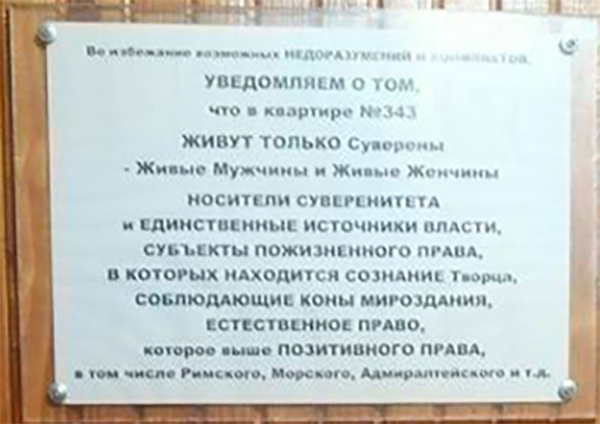 Во избежание возможных НЕДОРАЗУМЕНИЙ и конфликтов,
УВЕДОМЛЯЕМ О ТОМ,
что в квартире №343
ЖИВУТ ТОЛЬКО Суверены
- Живые Мужчины и Живые Женчины
НОСИТЕЛИ СУВЕРЕНИТЕТА
и ЕДИНСТВЕННЫЕ ИСТОЧНИКИ ВЛАСТИ,
СУБЪЕКТЫ ПОЖИЗНЕННОГО ПРАВА,
В КОТОРЫХ НАХОДИТСЯ СОЗНАНИЕ Творца,
СОБЛЮДАЮЩИЕ КОНЫ МИРОЗДАНИЯ,
ЕСТЕСТВЕННОЕ ПРАВО,
которое выше ПОЗИТИВНОГО ПРАВА,
в том числе Римского, Морского, Адмиралтейского и т.д.